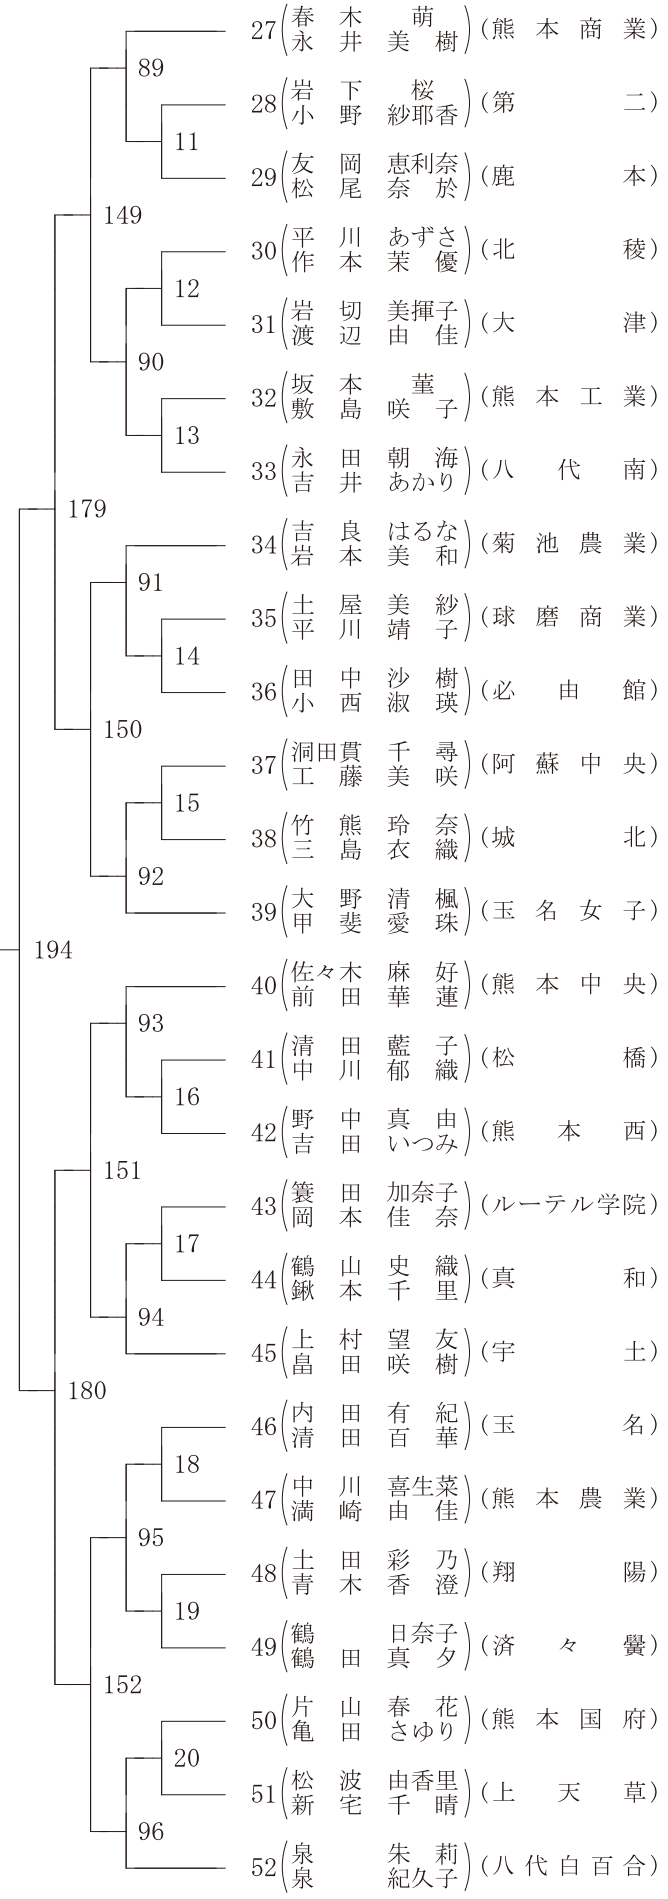 27 (春木 萌 (熊本商業)
永井美樹)
89
28 (岩下 桜 (第二)
小野紗耶香)
11
29 (友岡恵利奈 (鹿本)
松尾奈於)
149
30 (平川あずさ (北稜)
作本茉優)
12
31 (岩切美揮子 (大津)
渡辺由佳)
90
32 (坂本 菫 (熊本工業)
敷島咲子)
13
33 (永田朝海 (八代南)
吉井あかり)
179
34 (吉良はるな (菊池農業)
岩本美和)
91
35 (土屋美紗 (球磨商業)
平川靖子)
14
36 (田中沙樹 (必由館)
小西淑瑛)
150
37 (洞田貫千尋 (阿蘇中央)
工藤美咲)
15
38 (竹熊玲奈 (城北)
三島衣織)
92
39 (大野清楓 (玉名女子)
甲斐愛珠)
194
40 (佐々木麻好 (熊本中央)
前田華蓮)
93
41 (清田藍子 (松橋)
中川郁織)
16
42 (野中真由 (熊本西)
吉田いつみ)
151
43 (簑田加奈子 (ルーテル学院)
岡本佳奈)
17
44 (鶴山史織 (真和)
鍬本千里)
94
45 (上村望友 (宇土)
畠田咲樹)
180
46 (内田有紀 (玉名)
清田百華)
18
47 (中川喜生菜 (熊本農業)
満崎由佳)
95
48 (土田彩乃 (翔陽)
青木香澄)
19
49 (鶴 日奈子 (済々黌)
鶴田真夕)
152
50 (片山春花 (熊本国府)
亀田さゆり)
20
51 (松波由香里 (上天草)
新宅千晴)
96
52 (泉 朱莉 (八代白百合)
泉 紀久子)